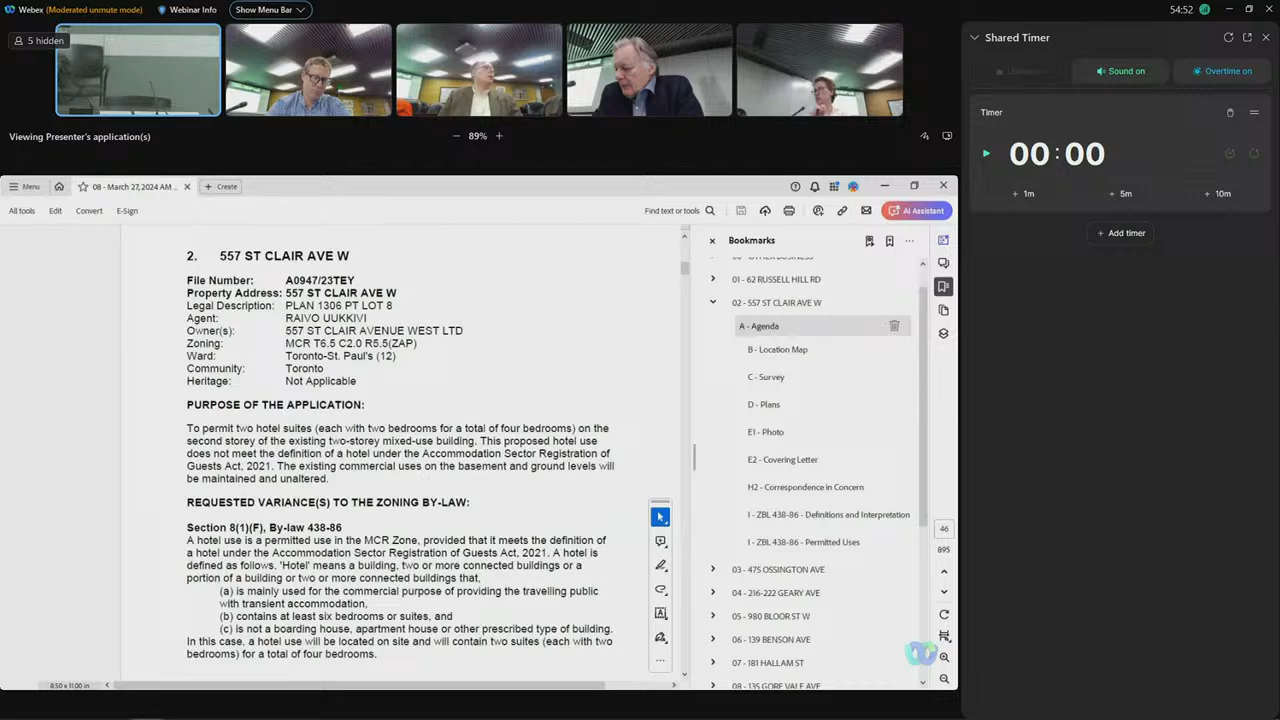 Webex (Moderated unmute mode) Webinar Info Show Menu Bar 54:52
5 hidden
Viewing Presenter's application(s) 89%
Shared Timer
Sound on Overtime on
Timer
00:00
+ 1m + 5m + 10m
+ Add timer
Menu 08 - March 27, 2024 AM ... Create
All tools Edit Convert E-Sign Find text or tools AI Assistant
2. 557 ST CLAIR AVE W
File Number: A0947/23TEY
Property Address: 557 ST CLAIR AVE W
Legal Description: PLAN 1306 PT LOT 8
Agent: RAIVO UUKKIVI
Owner(s): 557 ST CLAIR AVENUE WEST LTD
Zoning: MCR T6.5 C2.0 R5.5(ZAP)
Ward: Toronto-St. Paul's (12)
Community: Toronto
Heritage: Not Applicable
PURPOSE OF THE APPLICATION:
To permit two hotel suites (each with two bedrooms for a total of four bedrooms) on the
second storey of the existing two-storey mixed-use building. This proposed hotel use
does not meet the definition of a hotel under the Accommodation Sector Registration of
Guests Act, 2021. The existing commercial uses on the basement and ground levels will
be maintained and unaltered.
REQUESTED VARIANCE(S) TO THE ZONING BY-LAW:
Section 8(1)(F), By-law 438-86
A hotel use is a permitted use in the MCR Zone, provided that it meets the definition of
a hotel under the Accommodation Sector Registration of Guests Act, 2021. A hotel is
defined as follows. 'Hotel' means a building, two or more connected buildings or a
portion of a building or two or more connected buildings that,
(a) is mainly used for the commercial purpose of providing the travelling public
with transient accommodation,
(b) contains at least six bedrooms or suites, and
(c) is not a boarding house, apartment house or other prescribed type of building.
In this case, a hotel use will be located on site and will contain two suites (each with two
bedrooms) for a total of four bedrooms.
8.50 x 11.00 in
Bookmarks
00 - OTHER BUSINESS
01 - 62 RUSSELL HILL RD
02 - 557 ST CLAIR AVE W
A - Agenda
B - Location Map
C - Survey
D - Plans
E1 - Photo
E2 - Covering Letter
H2 - Correspondence in Concern
I - ZBL 438-86 - Definitions and Interpretation
I - ZBL 438-86 - Permitted Uses
03 - 475 OSSINGTON AVE
04 - 216-222 GEARY AVE
05 - 980 BLOOR ST W
06 - 139 BENSON AVE
07 - 181 HALLAM ST
08 - 135 GORE VALE AVE
46
895